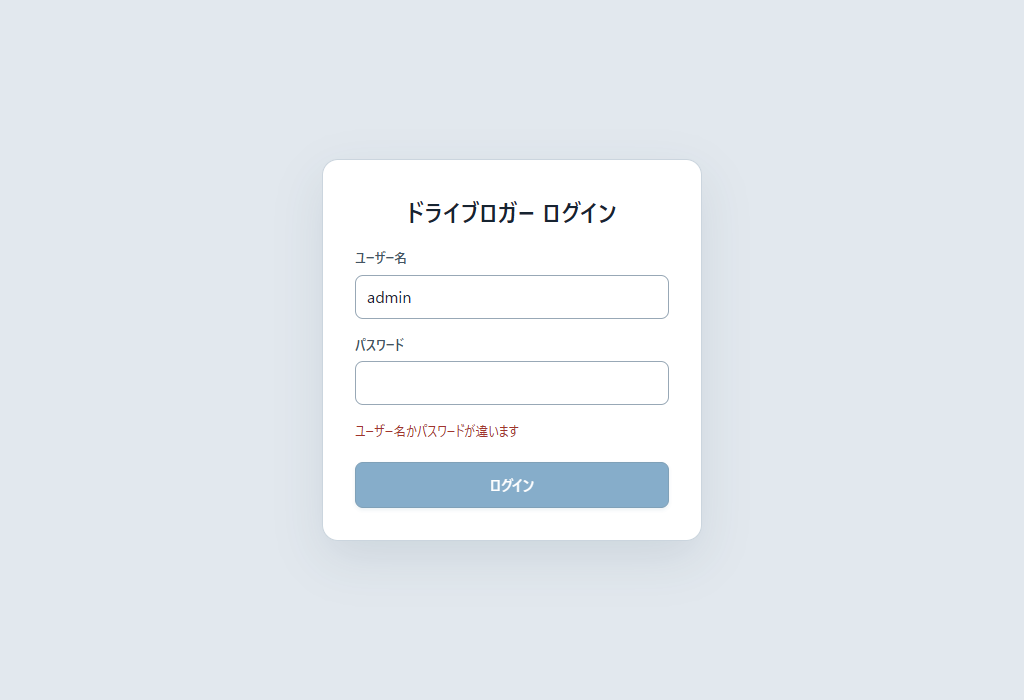 ドライブロガー ログイン
ユーザー名
admin
パスワード
ユーザー名かパスワードが違います
ログイン